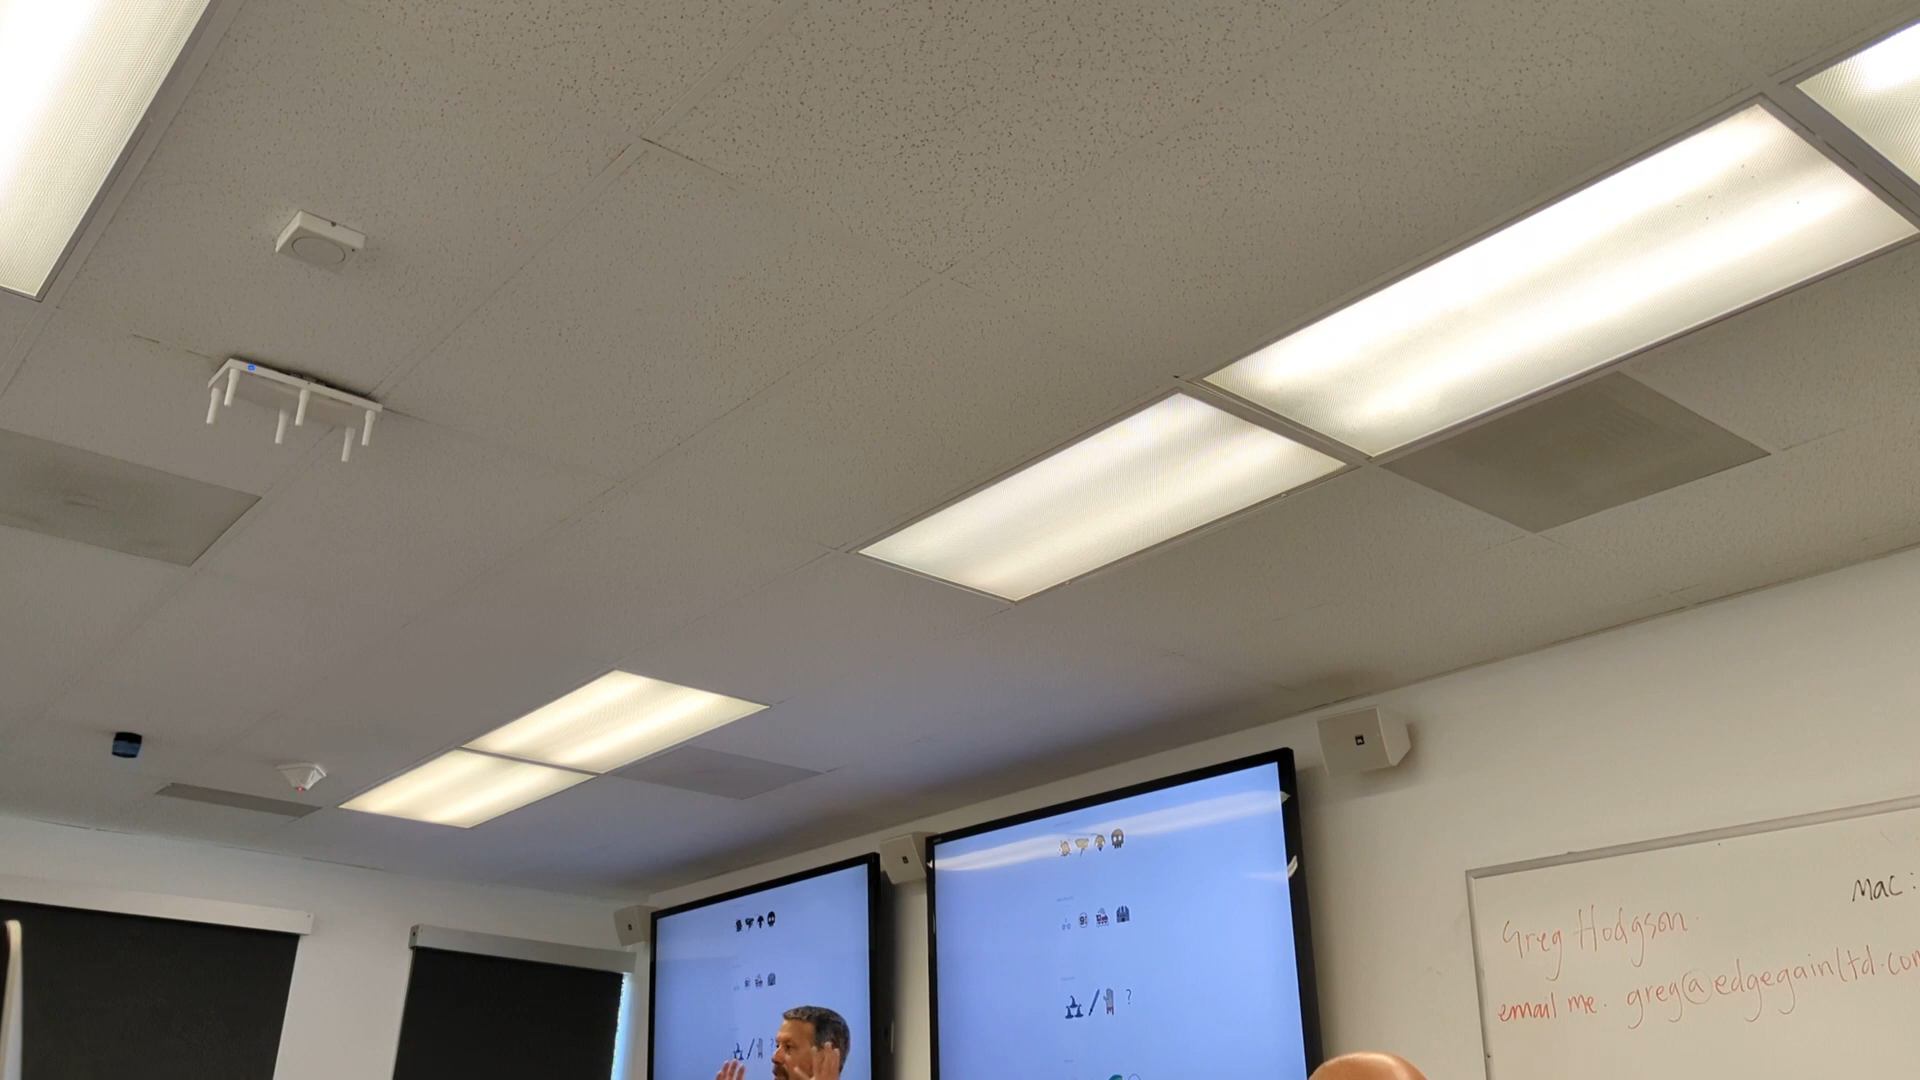 Mac:
Greg Hodgson.
email me. greg@edgegainltd.com
?
?